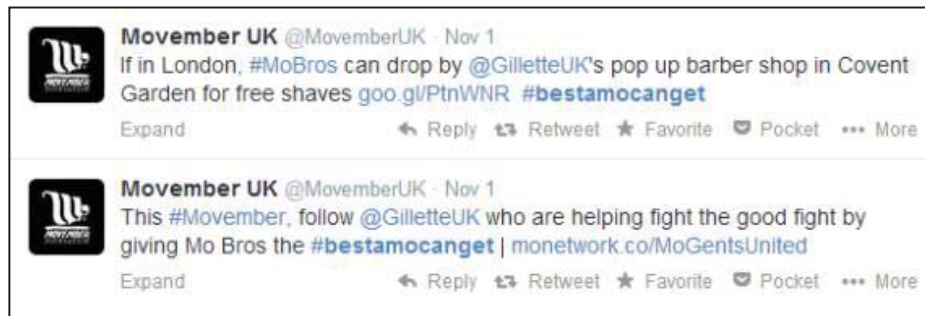 Movember UK @MovemberUK · Nov 1
If in London, #MoBros can drop by @GilletteUK's pop up barber shop in Covent
Garden for free shaves goo.gl/PtnWNR #bestamocanget
Expand Reply Retweet Favorite Pocket More
Movember UK @MovemberUK · Nov 1
This #Movember, follow @GilletteUK who are helping fight the good fight by
giving Mo Bros the #bestamocanget | monetwork.co/MoGentsUnited
Expand Reply Retweet Favorite Pocket More